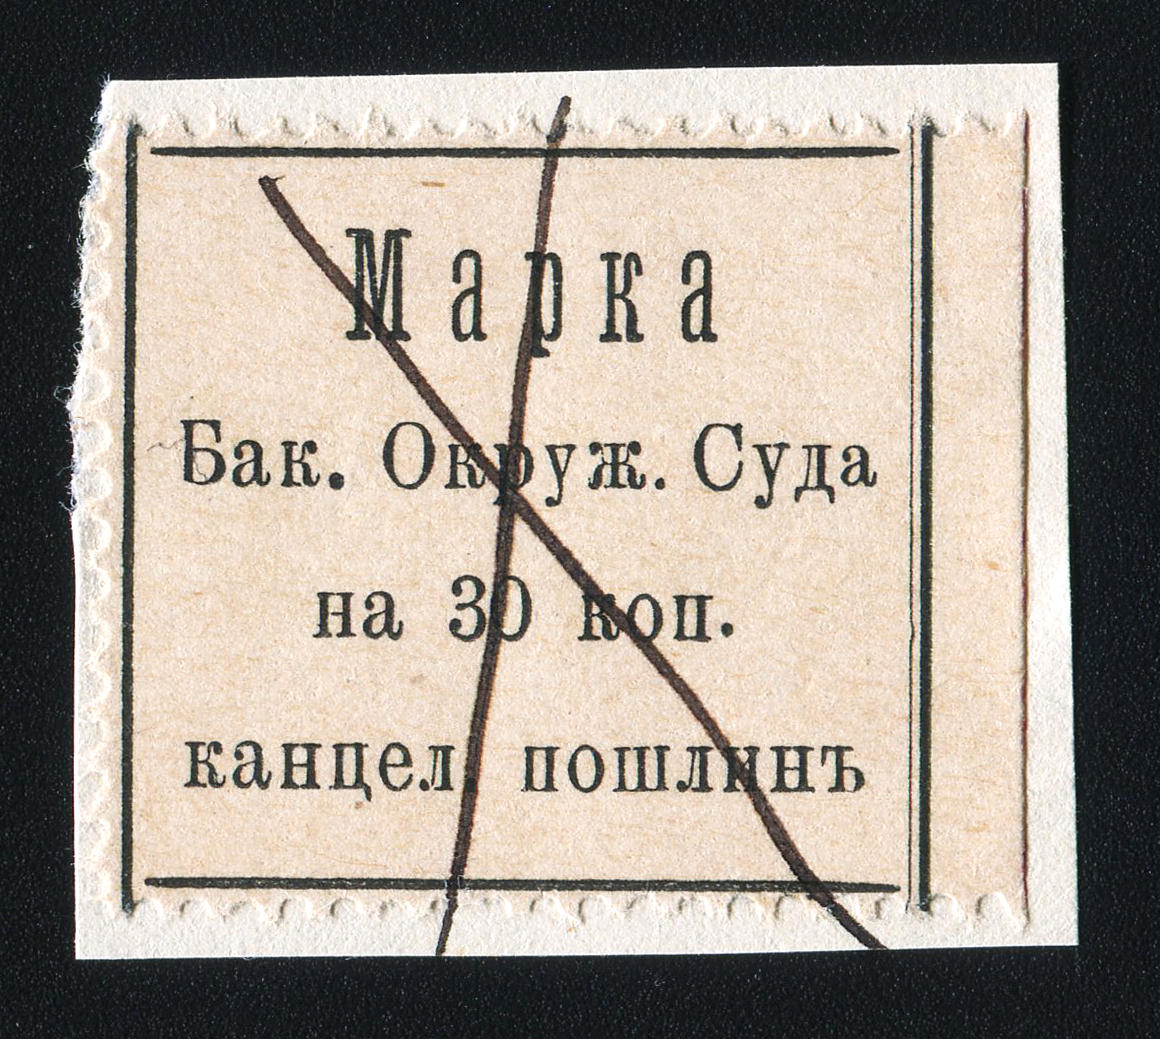 Марка
Бак. Окруж. Суда
на 30 коп.
канцел. пошлинъ